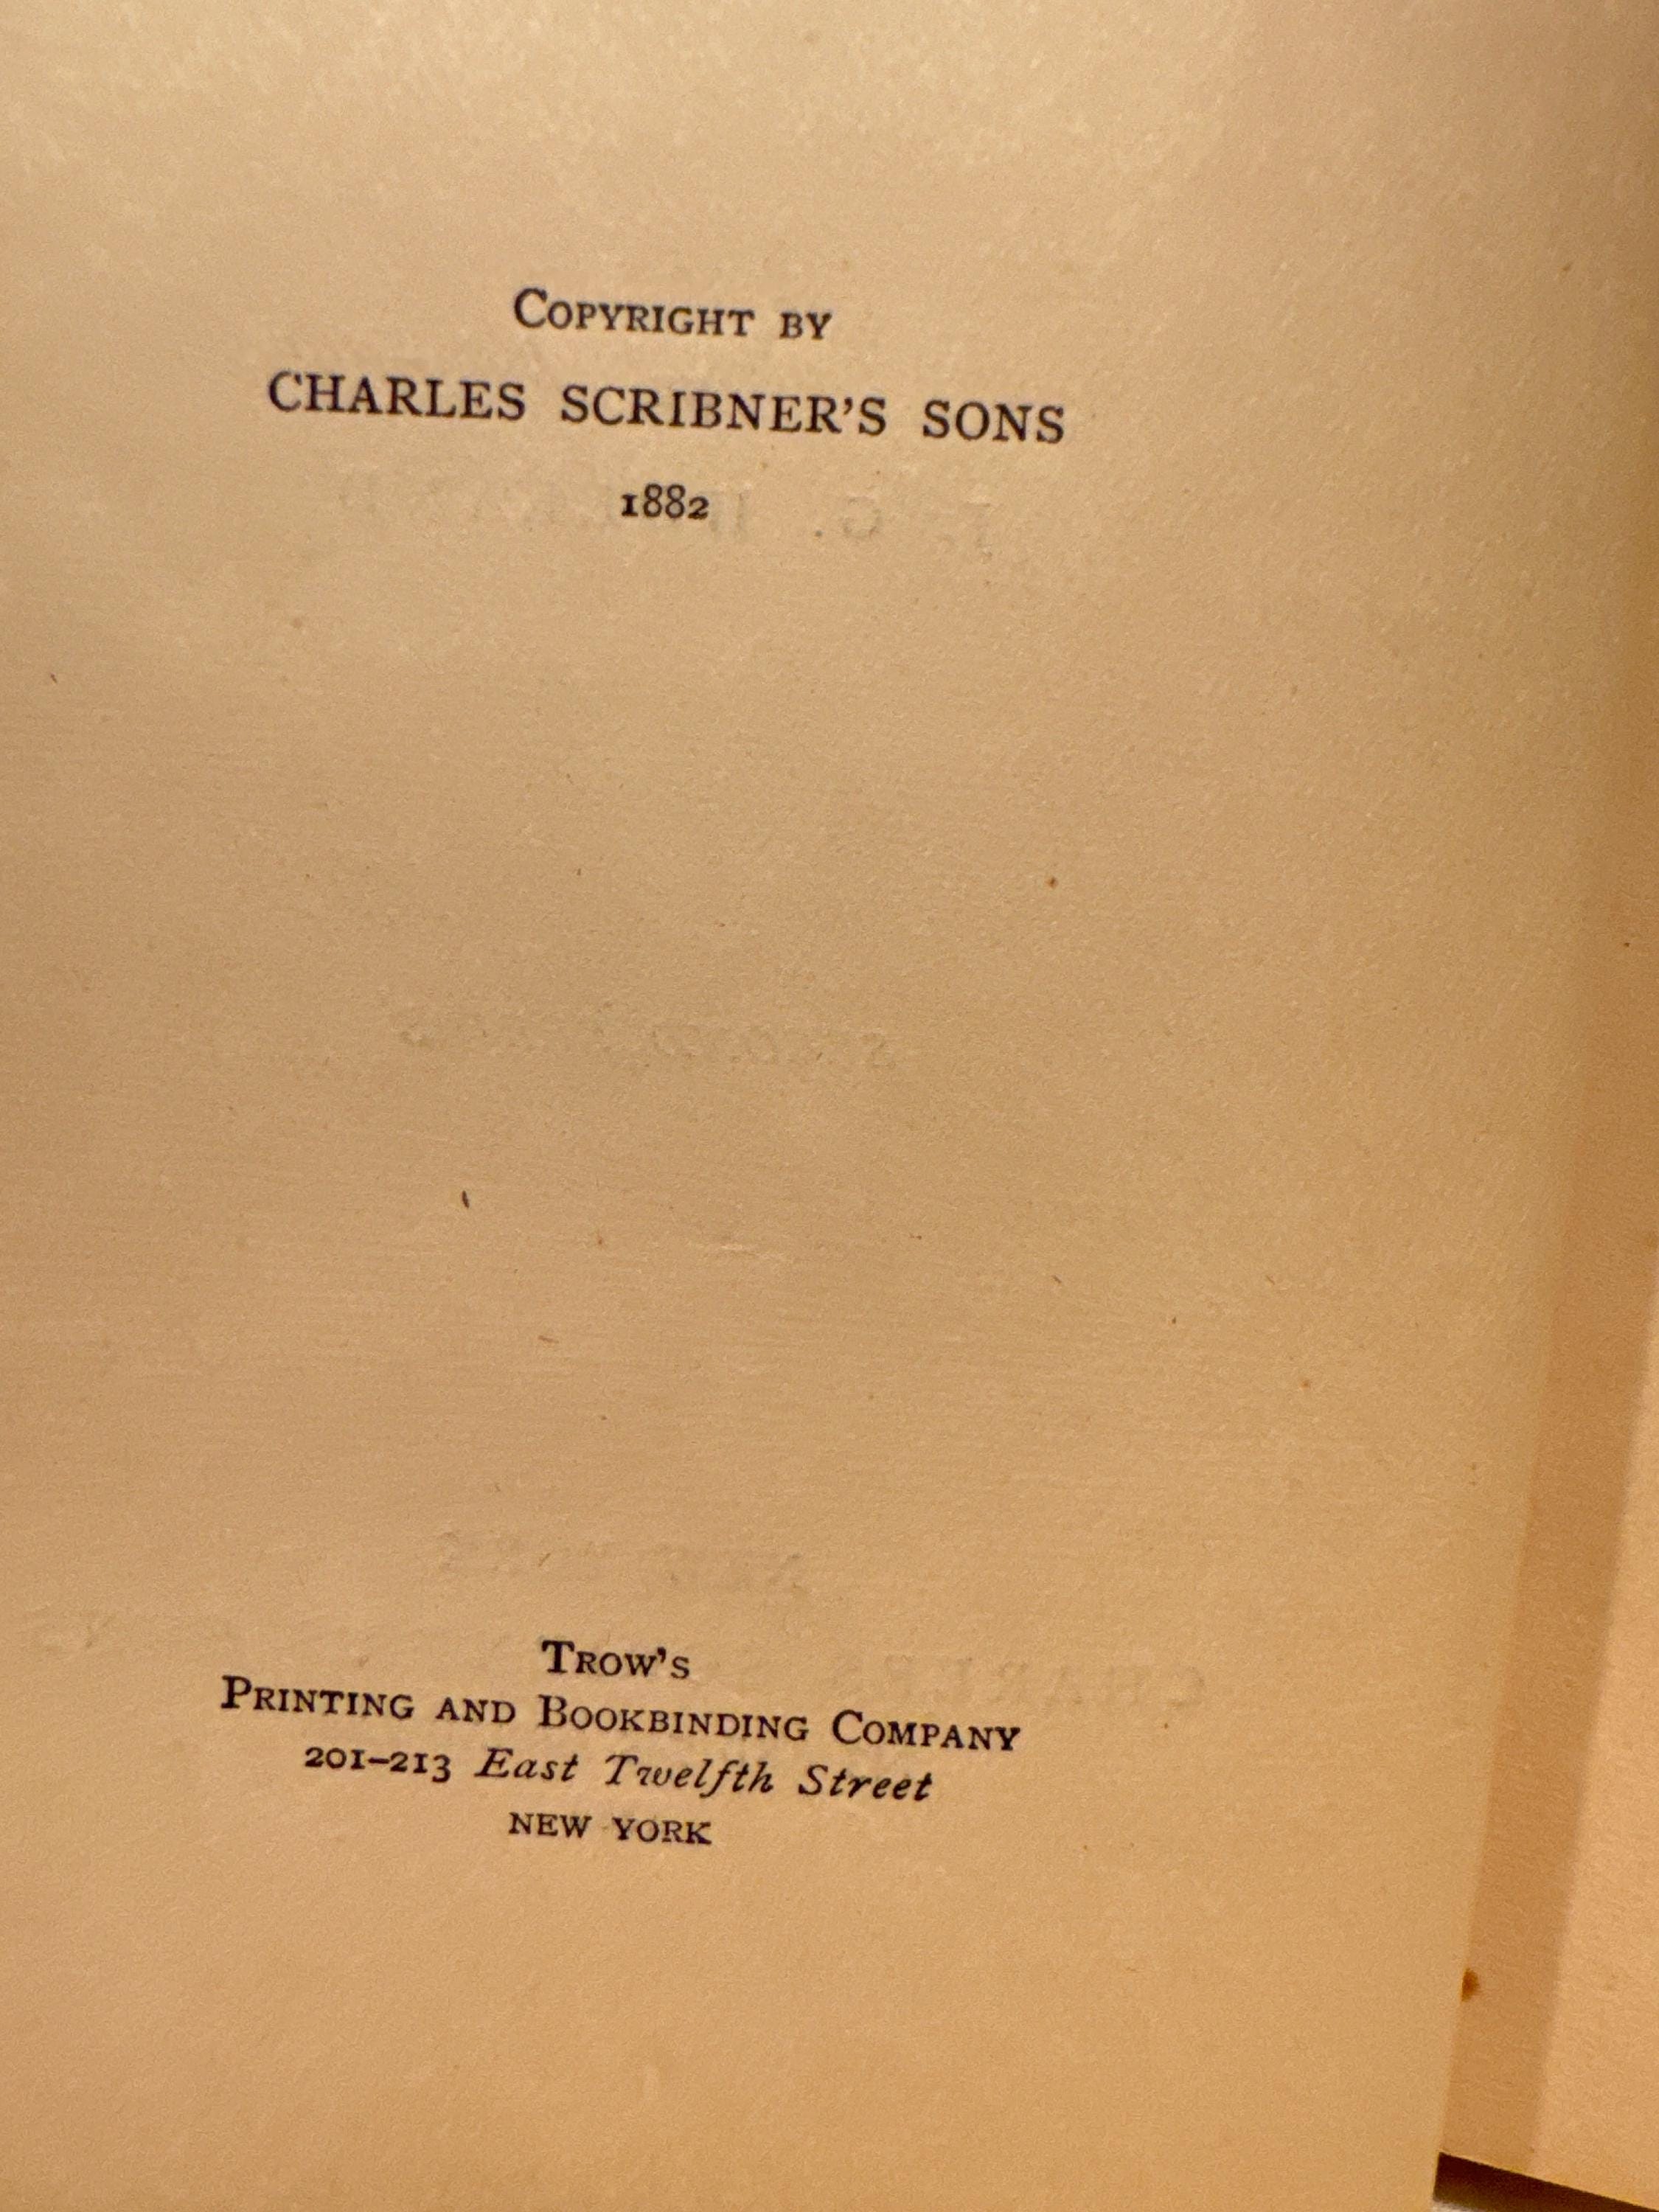 COPYRIGHT BY
CHARLES SCRIBNER'S SONS
1882
TROW'S
PRINTING AND BOOKBINDING COMPANY
201–213 East Twelfth Street
NEW YORK